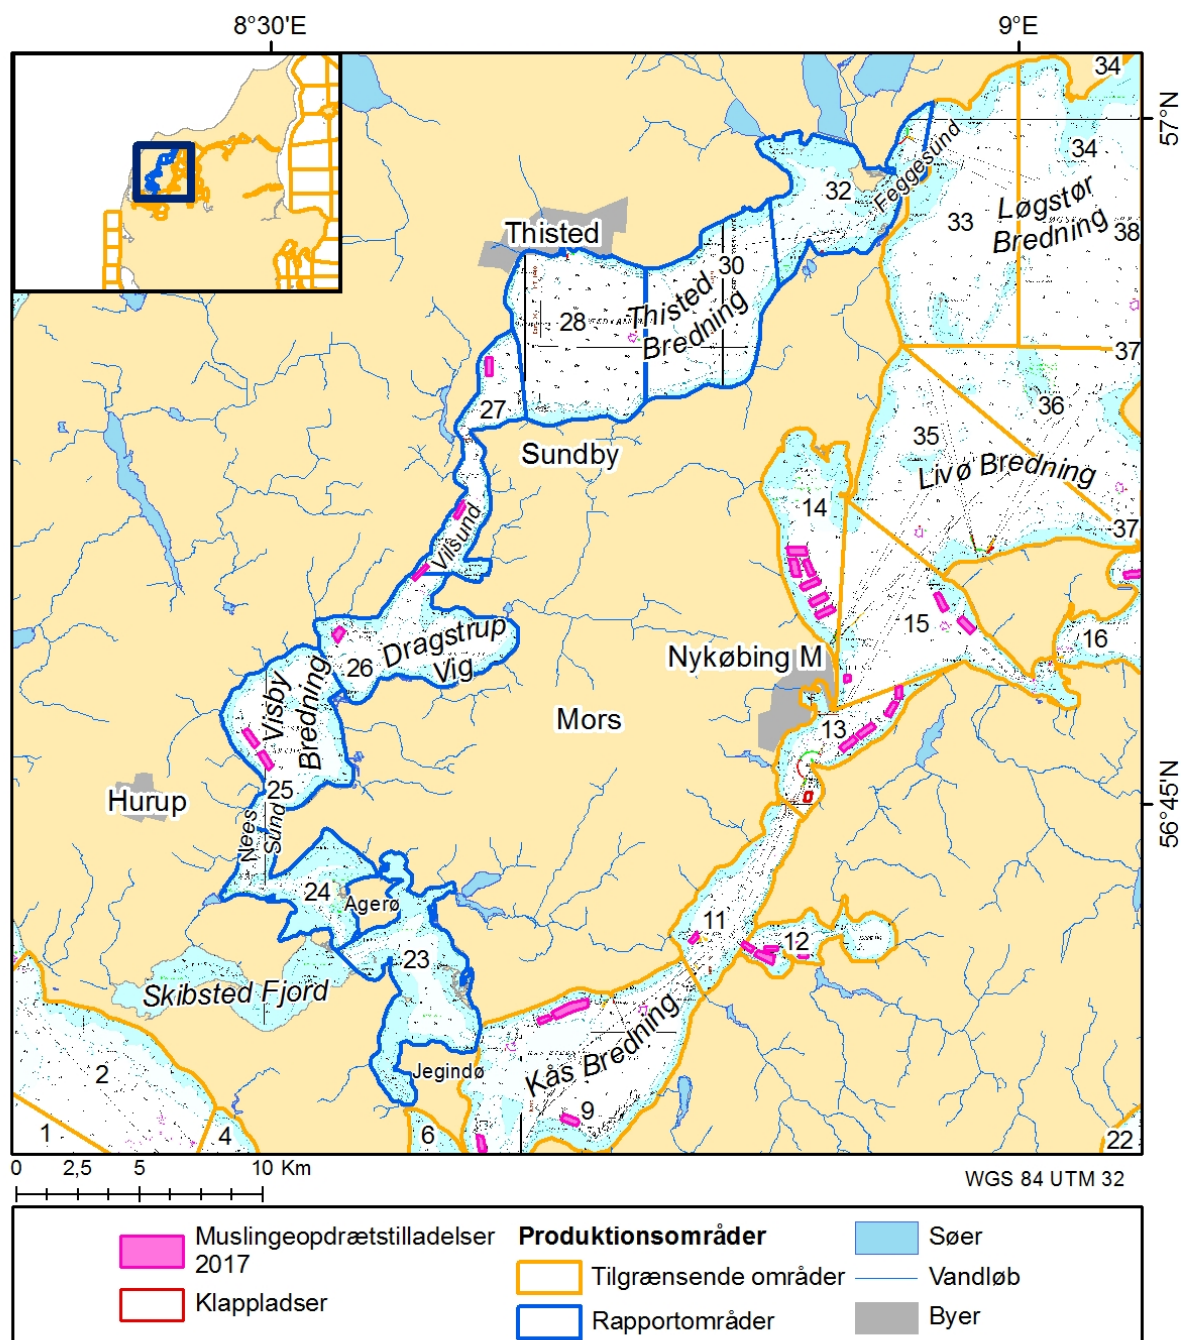 8°30'E
9°E
34
57°N
34
Feggesund
32
33
Løgstør
Bredning
38
Thisted
30
28
Thisted
Bredning
37
36
27
35
Sundby
Livø Bredning
14
37
Vilsund
15
16
Dragstrup
Vig
26
Nykøbing M
Visby
Bredning
Mors
13
25
Hurup
Nees
Sund
56°45'N
24
Agerø
11
12
23
Skibsted Fjord
Kås Bredning
Jegindø
2
9
1
4
6
22
0 2,5 5 10 Km
WGS 84 UTM 32
Muslingeopdrætstilladelser
2017
Klappladser
Produktionsområder
Tilgrænsende områder
Rapportområder
Søer
Vandløb
Byer